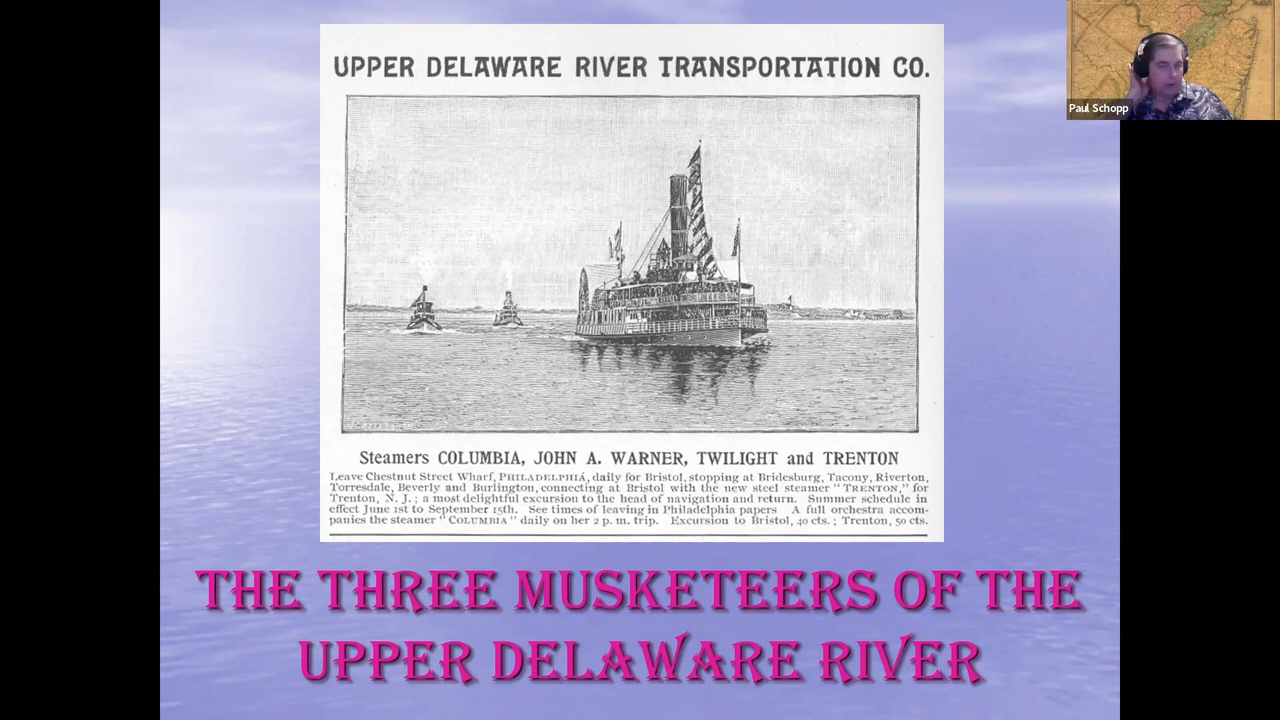 UPPER DELAWARE RIVER TRANSPORTATION CO.
Paul Schopp
Steamers COLUMBIA, JOHN A. WARNER, TWILIGHT and TRENTON
Leave Chestnut Street Wharf, PHILADELPHIA, daily for Bristol, stopping at Bridesburg, Tacony, Riverton,
Torresdale, Beverly and Burlington, connecting at Bristol with the new steel steamer "TRENTON," for
Trenton, N. J.; a most delightful excursion to the head of navigation and return. Summer schedule in
effect June 1st to September 15th. See times of leaving in Philadelphia papers A full orchestra accom-
panies the steamer "COLUMBIA" daily on her 2 p. m. trip. Excursion to Bristol, 40 cts.; Trenton, 50 cts.
THE THREE MUSKETEERS OF THE
UPPER DELAWARE RIVER